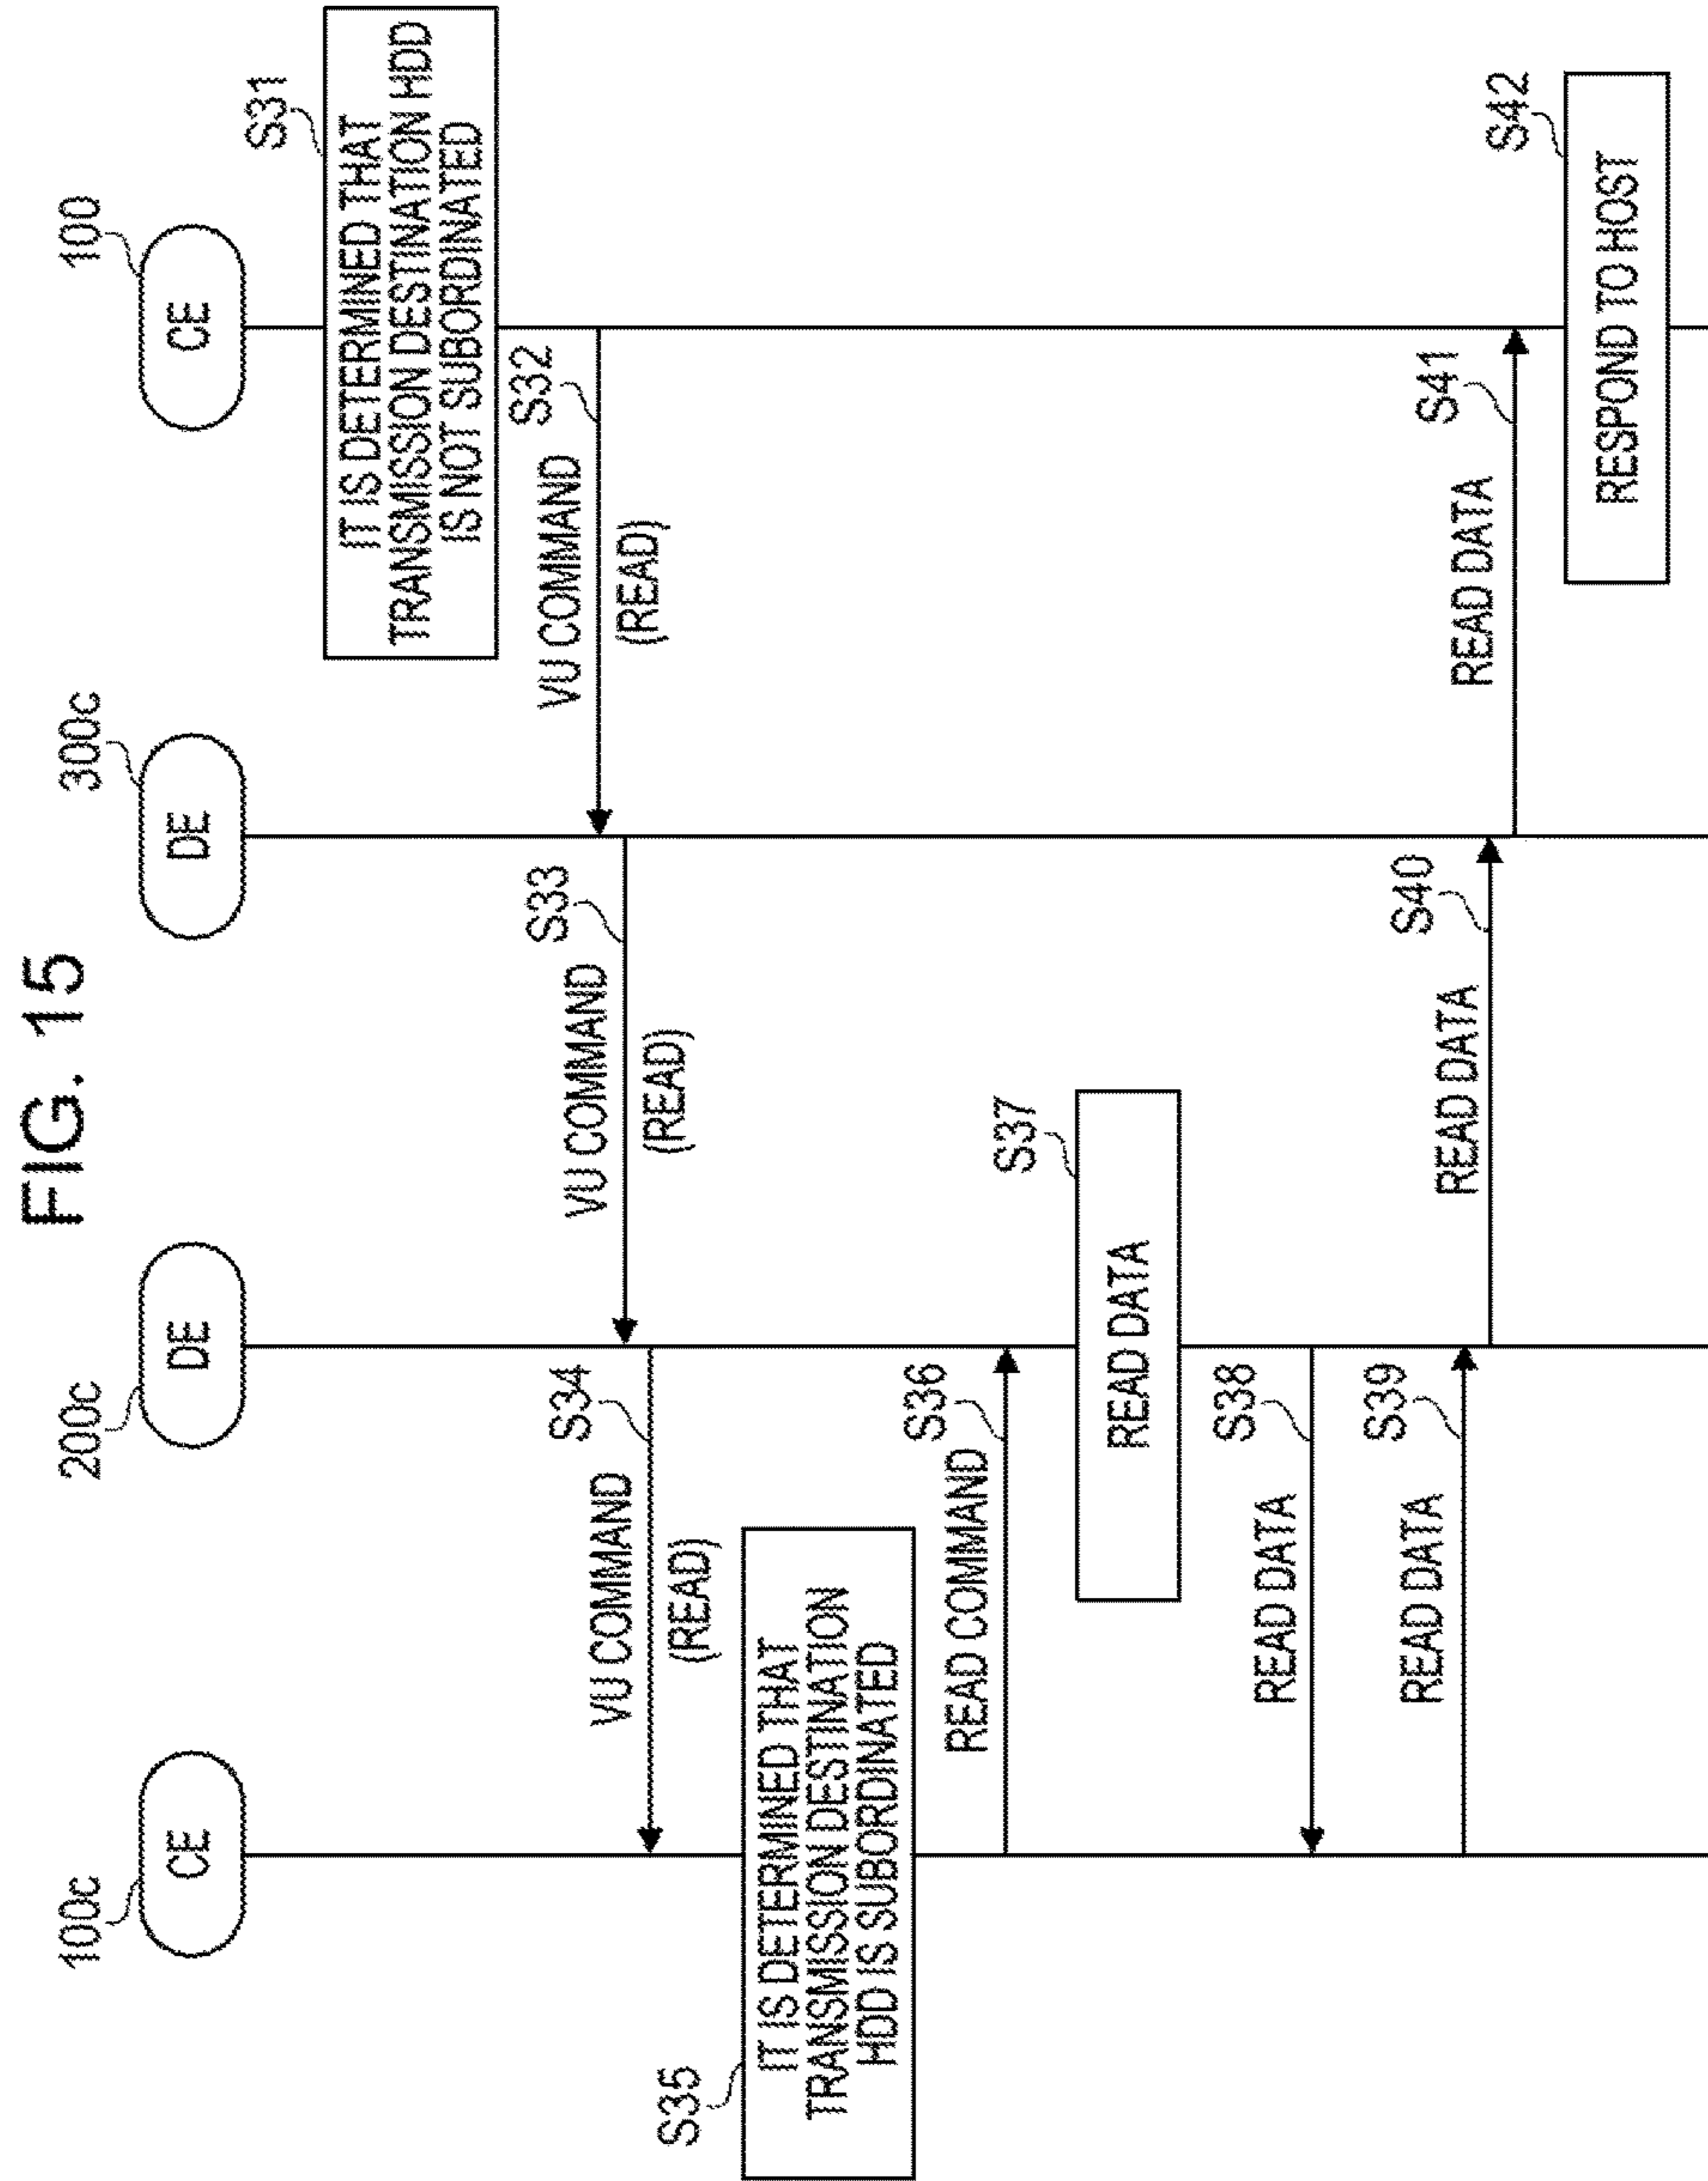 FIG. 15
100c
200c
300c
100
CE
DE
DE
CE
S31
IT IS DETERMINED THAT
TRANSMISSION DESTINATION HDD
IS NOT SUBORDINATED
S32
VU COMMAND
(READ)
S33
VU COMMAND
(READ)
S34
VU COMMAND
(READ)
S35
IT IS DETERMINED THAT
TRANSMISSION DESTINATION
HDD IS SUBORDINATED
S36
READ COMMAND
S37
READ DATA
S38
READ DATA
S39
READ DATA
S40
READ DATA
S41
READ DATA
S42
RESPOND TO HOST